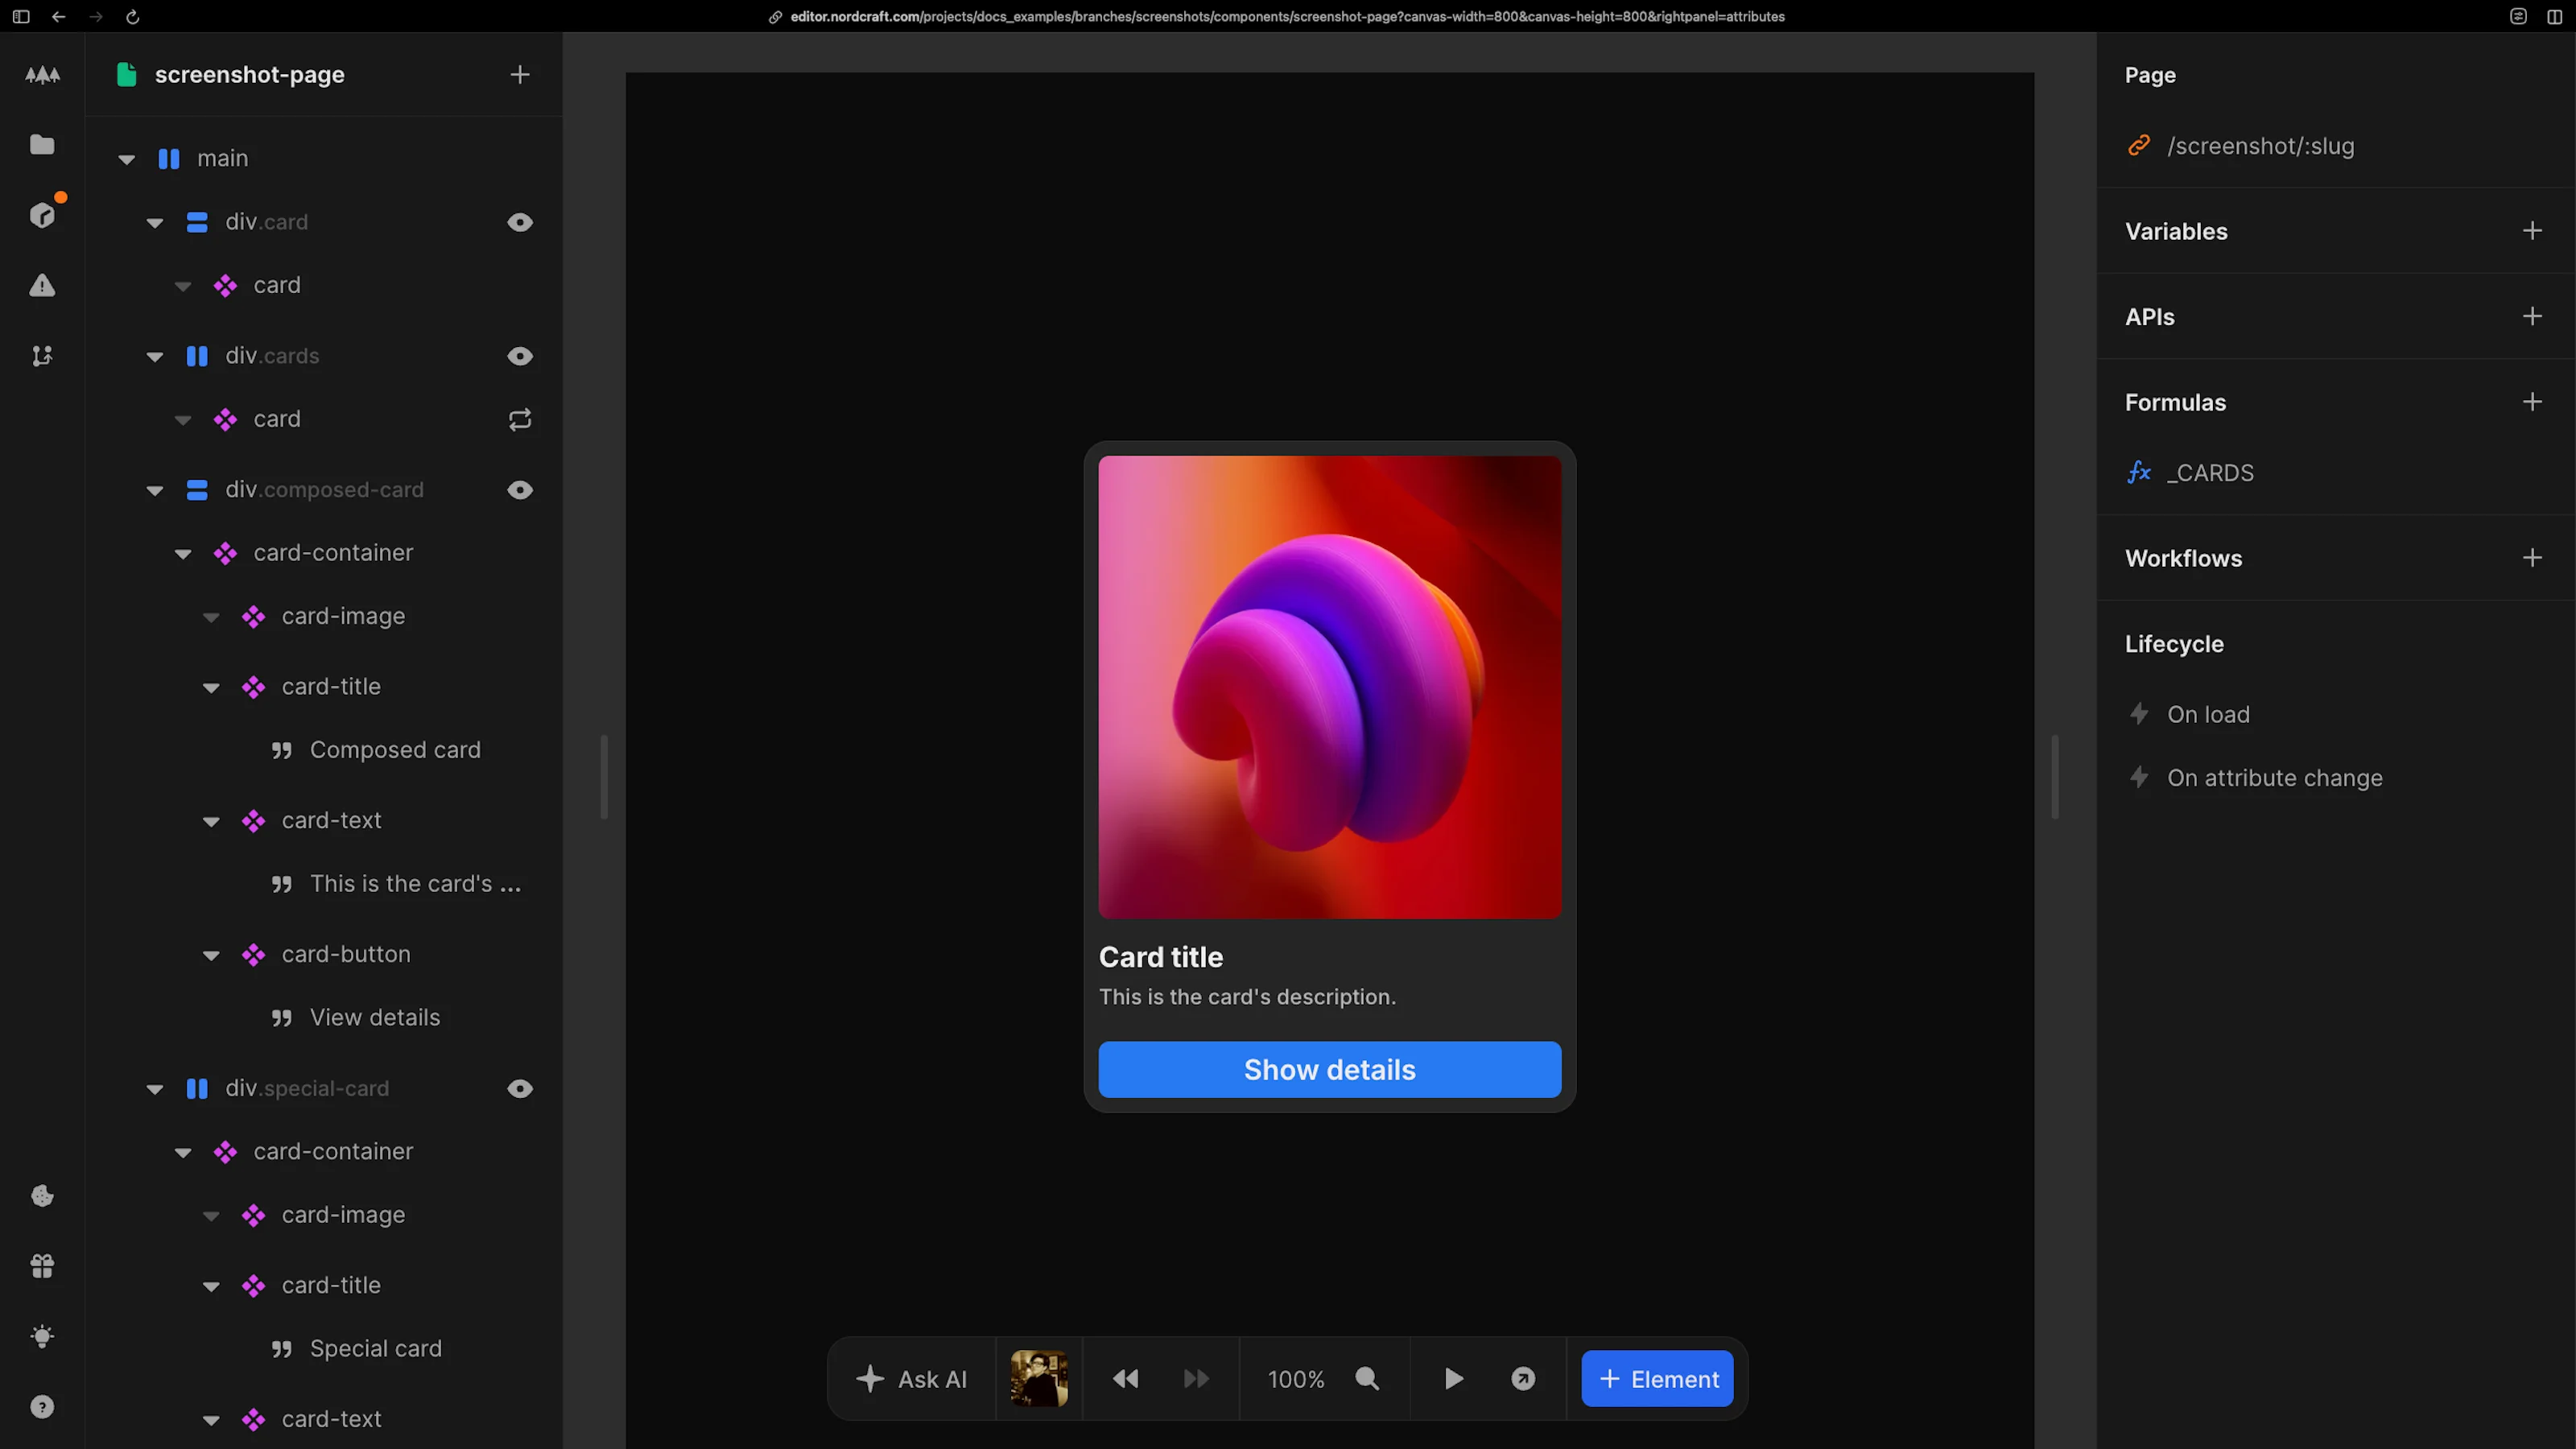 editor.nordcraft.com/projects/docs_examples/branches/screenshots/components/screenshot-page?canvas-width=800&canvas-height=800&rightpanel=attributes
screenshot-page
main
div.card
card
div.cards
card
div.composed-card
card-container
card-image
card-title
Composed card
card-text
This is the card's ...
card-button
View details
div.special-card
card-container
card-image
card-title
Special card
card-text
Card title
This is the card's description.
Show details
Ask AI
100%
Element
Page
/screenshot/:slug
Variables
APIs
Formulas
fx _CARDS
Workflows
Lifecycle
On load
On attribute change